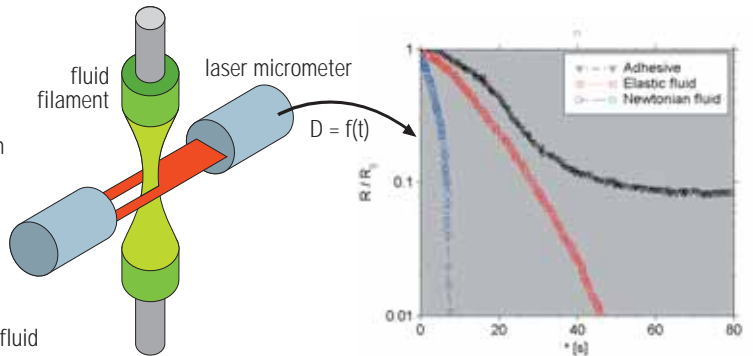 fluid
filament
laser micrometer
D = f(t)
Adhesive
Elastic fluid
Newtonian fluid
1
0.1
0.01
R / R
0
20
40
60
80
[s]
fluid